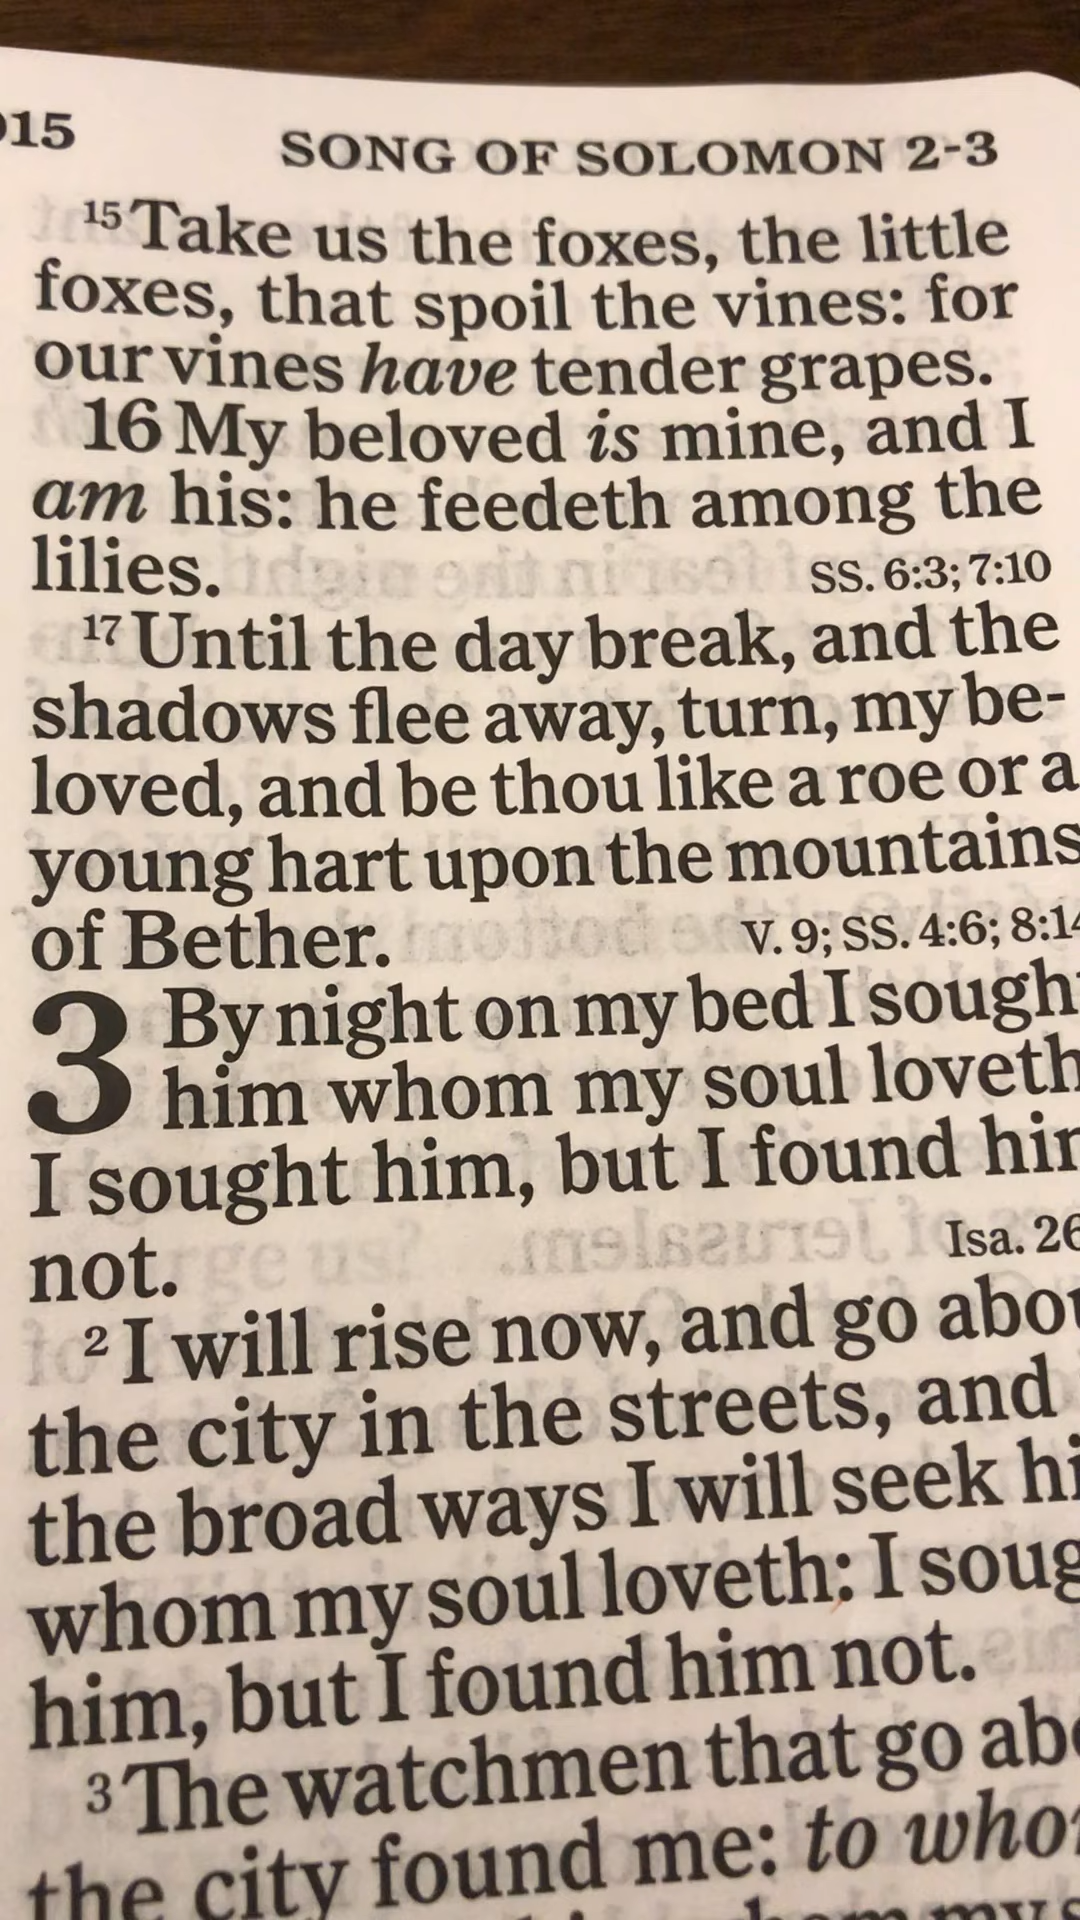 15 SONG OF SOLOMON 2-3
15 Take us the foxes, the little
foxes, that spoil the vines: for
our vines have tender grapes.
16 My beloved is mine, and I
am his: he feedeth among the
lilies. SS. 6:3; 7:10
17 Until the day break, and the
shadows flee away, turn, my be-
loved, and be thou like a roe or a
young hart upon the mountains
of Bether. V. 9; SS. 4:6; 8:14
3 By night on my bed I sough
him whom my soul loveth
I sought him, but I found hi
not. Isa. 26
2 I will rise now, and go abou
the city in the streets, and
the broad ways I will seek hi
whom my soul loveth: I soug
him, but I found him not.
3 The watchmen that go ab
the city found me: to who
my